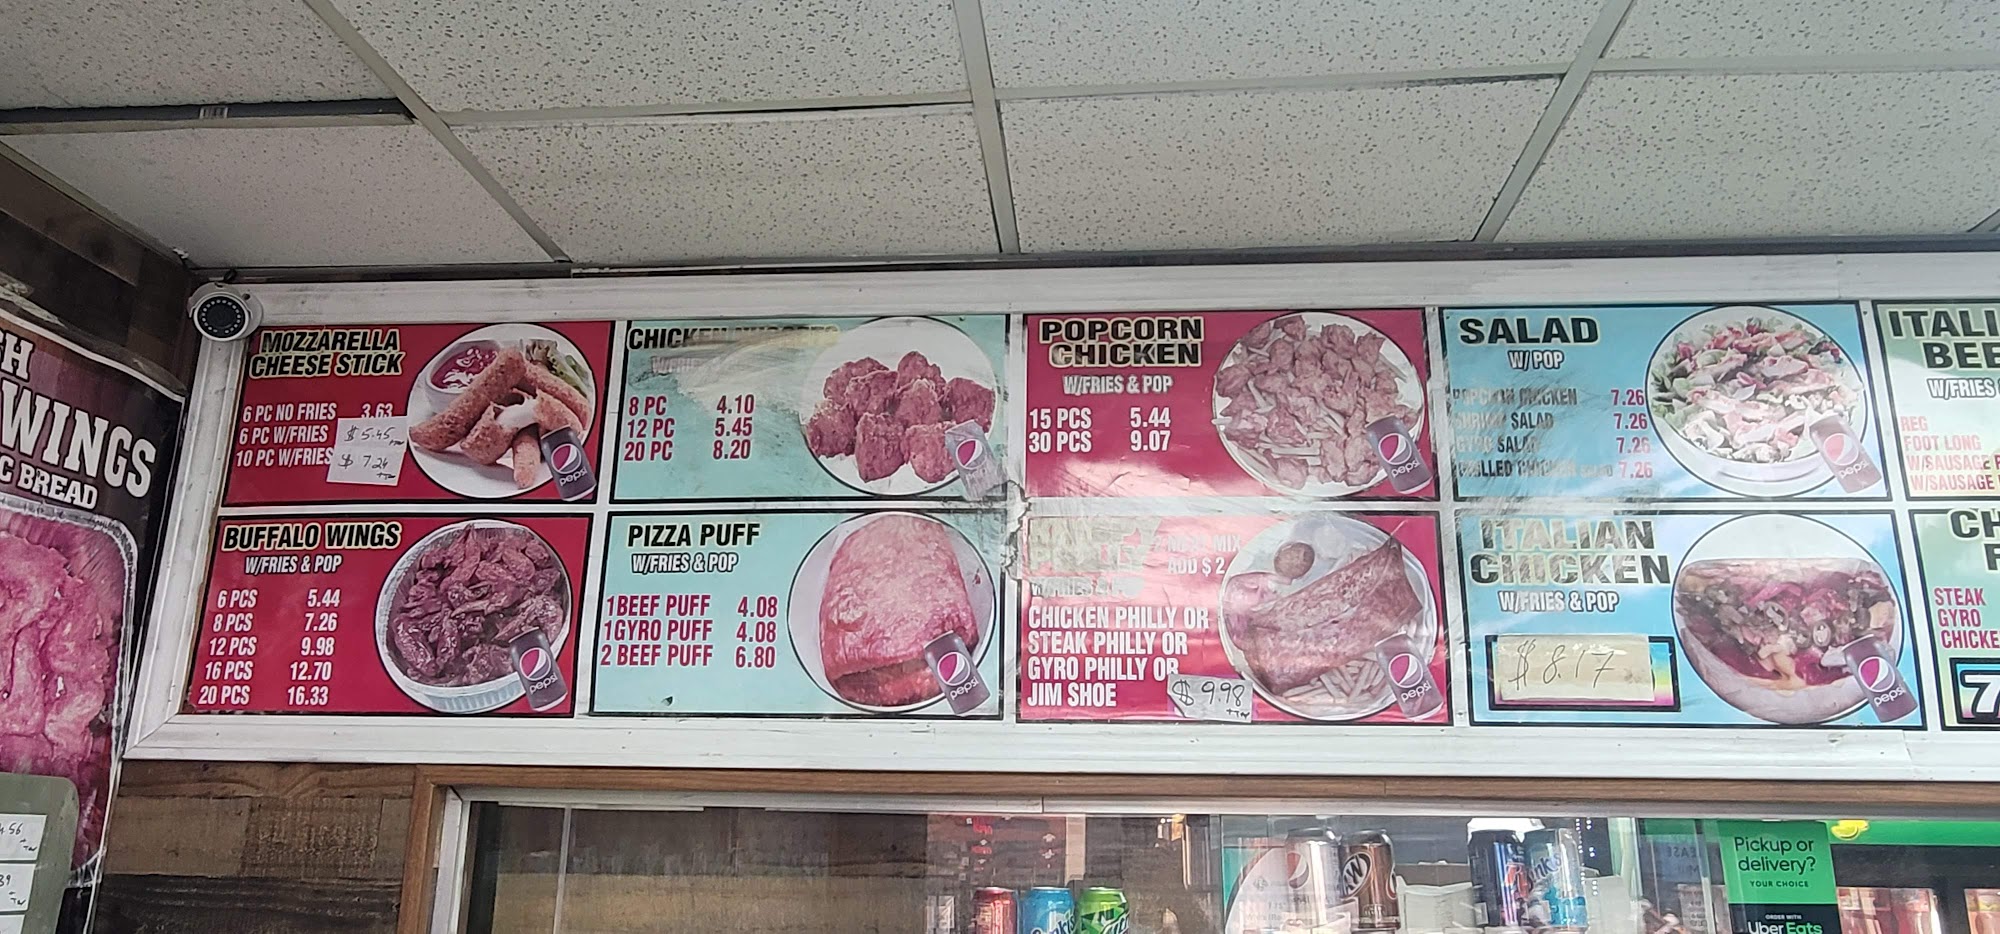 WINGS
C BREAD
MOZZARELLA
CHEESE STICK
6 PC NO FRIES 3.63
6 PC W/FRIES $5.45
10 PC W/FRIES $7.26
CHICKEN NUGGETS
8 PC 4.10
12 PC 5.45
20 PC 8.20
POPCORN
CHICKEN
W/FRIES & POP
15 PCS 5.44
30 PCS 9.07
SALAD
W/ POP
POPCORN CHICKEN 7.26
SHRIMP SALAD 7.26
GYRO SALAD 7.26
GRILLED CHICKEN SALAD 7.26
ITALI
BEE
W/FRIES
REG
FOOT LONG
W/SAUSAGE
W/SAUSAGE
BUFFALO WINGS
W/FRIES & POP
6 PCS 5.44
8 PCS 7.26
12 PCS 9.98
16 PCS 12.70
20 PCS 16.33
PIZZA PUFF
W/FRIES & POP
1 BEEF PUFF 4.08
1 GYRO PUFF 4.08
2 BEEF PUFF 6.80
PHILLY
MIX
ADD $ 2
CHICKEN PHILLY OR
STEAK PHILLY OR
GYRO PHILLY OR
JIM SHOE
$9.98
ITALIAN
CHICKEN
W/FRIES & POP
$8.17
CH
STEAK
GYRO
CHICKE
7
pepsi
pepsi
pepsi
pepsi
pepsi
pepsi
pepsi
pepsi
Pickup or
delivery?
YOUR CHOICE
ORDER WITH
Uber Eats